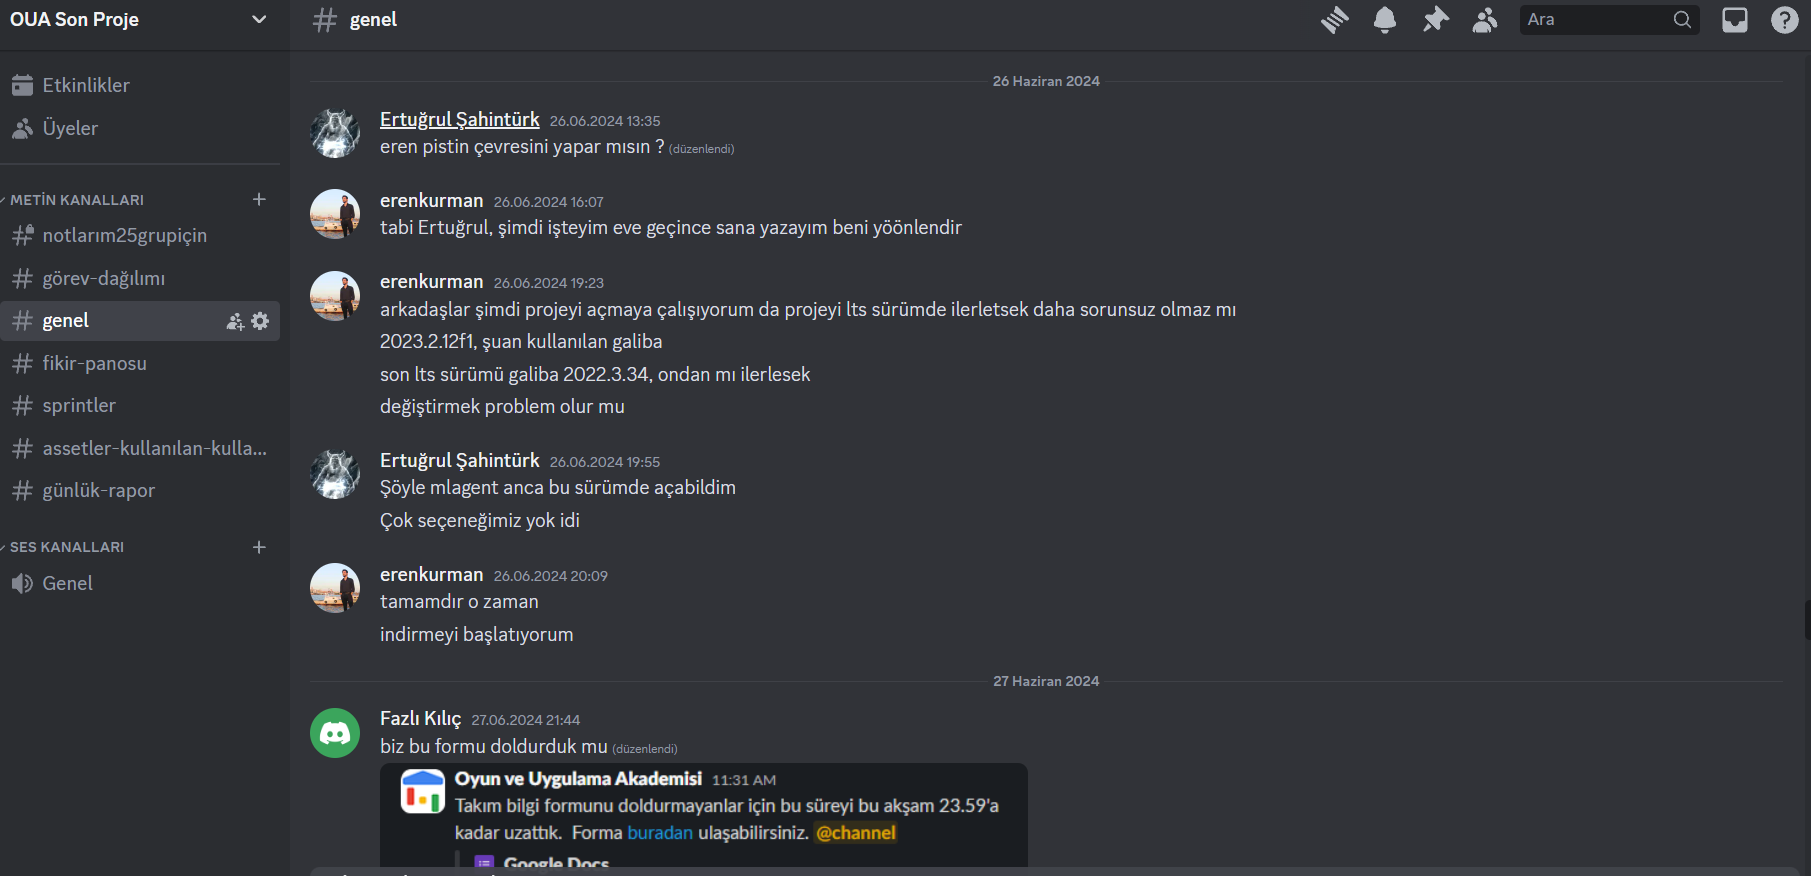 OUA Son Proje
Etkinlikler
Üyeler
METİN KANALLARI
notlarım25grupiçin
görev-dağılımı
genel
fikir-panosu
sprintler
assetler-kullanılan-kulla...
günlük-rapor
SES KANALLARI
Genel
genel
Ara
26 Haziran 2024
Ertuğrul Şahintürk 26.06.2024 13:35
eren pistin çevresini yapar mısın ? (düzenlendi)
erenkurman 26.06.2024 16:07
tabi Ertuğrul, şimdi işteyim eve geçince sana yazayım beni yöönlendir
erenkurman 26.06.2024 19:23
arkadaşlar şimdi projeyi açmaya çalışıyorum da projeyi lts sürümde ilerletsek daha sorunsuz olmaz mı
2023.2.12f1, şuan kullanılan galiba
son lts sürümü galiba 2022.3.34, ondan mı ilerlesek
değiştirmek problem olur mu
Ertuğrul Şahintürk 26.06.2024 19:55
Şöyle mlagent anca bu sürümde açabildim
Çok seçeneğimiz yok idi
erenkurman 26.06.2024 20:09
tamamdır o zaman
indirmeyi başlatıyorum
27 Haziran 2024
Fazlı Kılıç 27.06.2024 21:44
biz bu formu doldurduk mu (düzenlendi)
Oyun ve Uygulama Akademisi 11:31 AM
Takım bilgi formunu doldurmayanlar için bu süreyi bu akşam 23.59'a
kadar uzattık. Forma buradan ulaşabilirsiniz. @channel
Google Docs